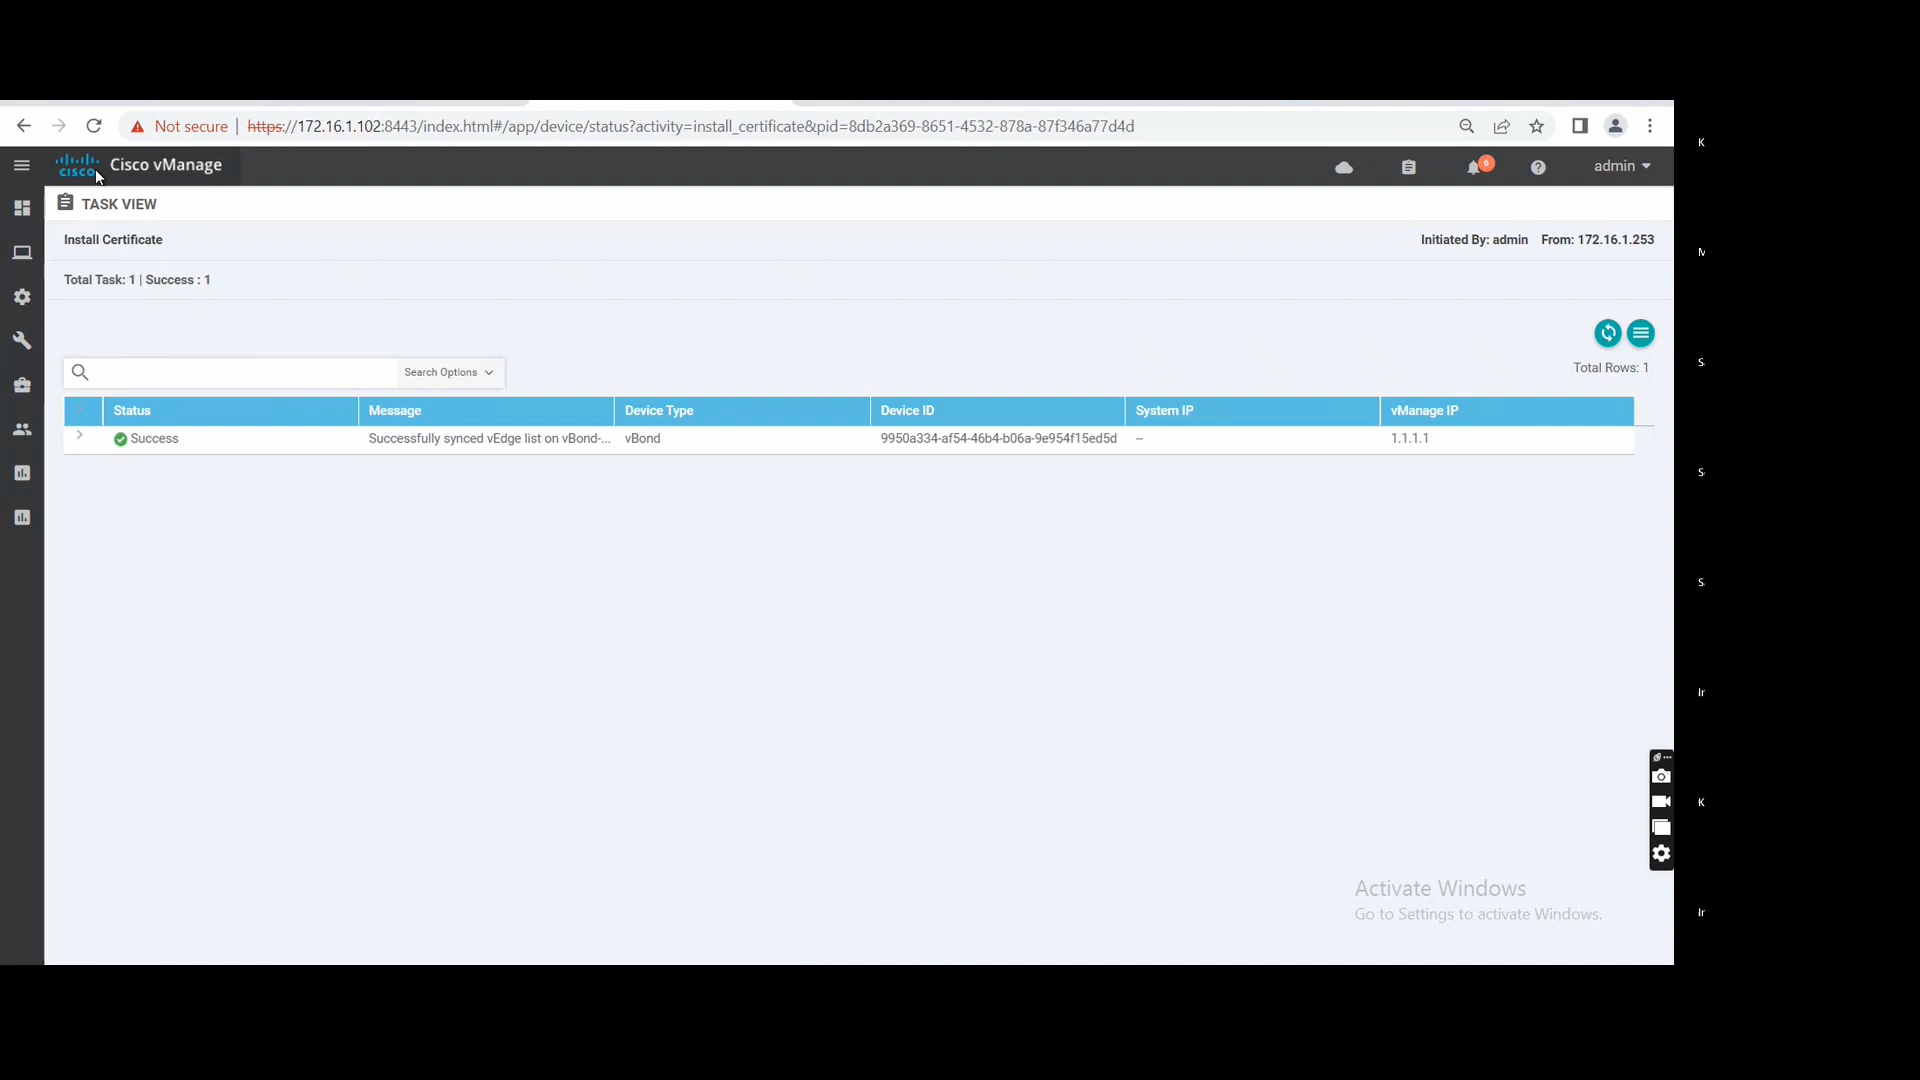 Not secure | https://172.16.1.102:8443/index.html#/app/device/status?activity=install_certificate&pid=8db2a369-8651-4532-878a-87f346a77d4d
cisco Cisco vManage
6
admin
TASK VIEW
Install Certificate
Initiated By: admin From: 172.16.1.253
Total Task: 1 | Success : 1
Search Options
Total Rows: 1
Status Message Device Type Device ID System IP vManage IP
Success Successfully synced vEdge list on vBond-... vBond 9950a334-af54-46b4-b06a-9e954f15ed5d -- 1.1.1.1
Activate Windows
Go to Settings to activate Windows.